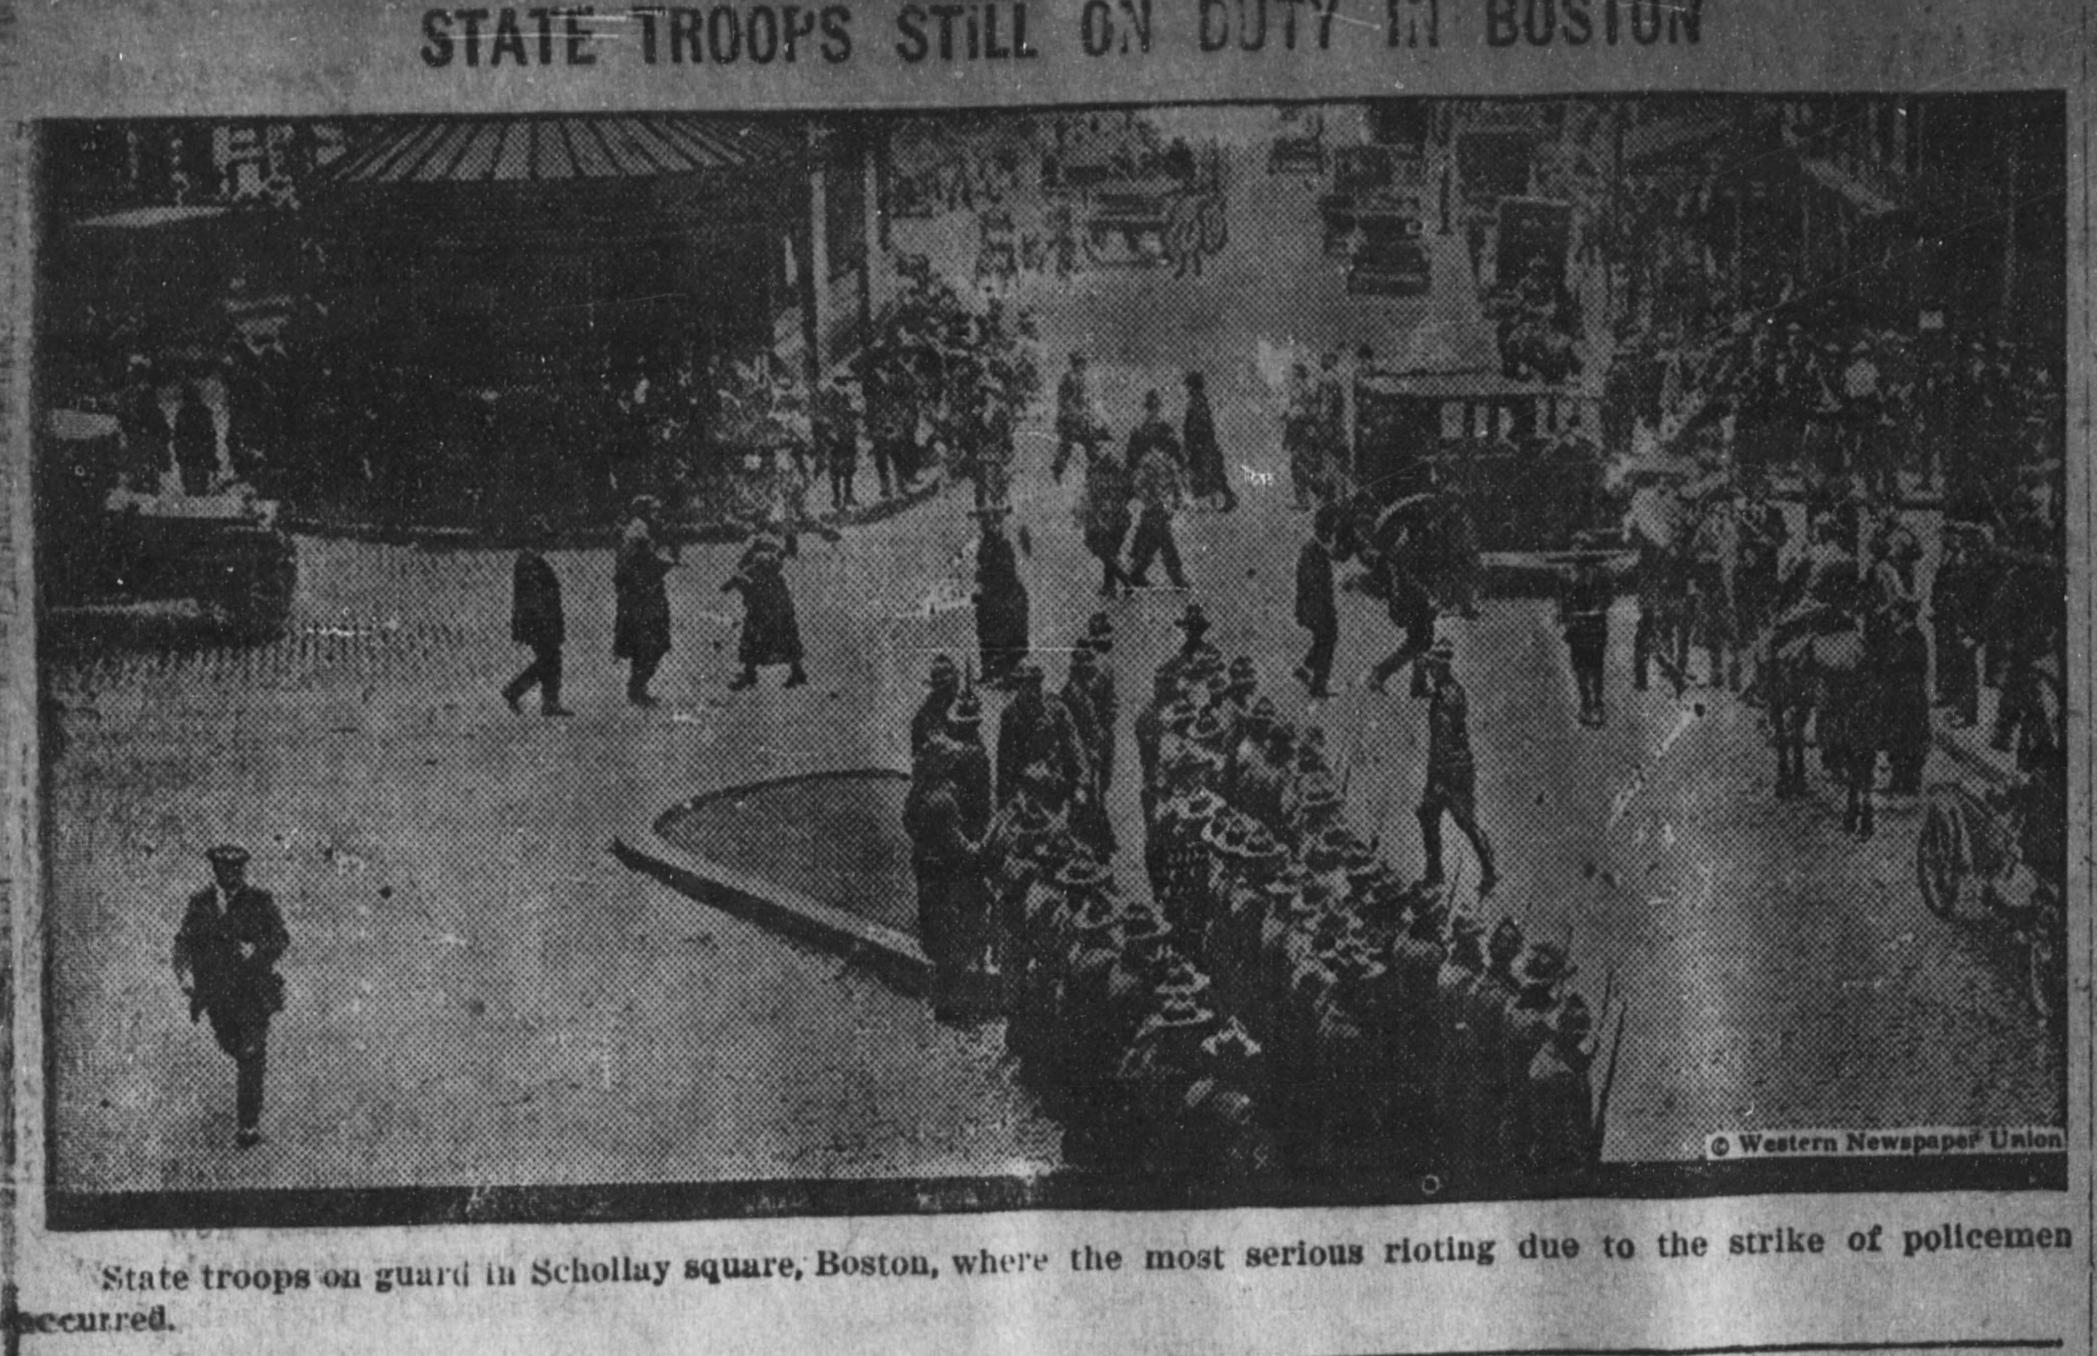 STATE TROOPS STILL ON DUTY IN BOSTON
© Western Newspaper Union
State troops on guard in Schollay square, Boston, where the most serious rioting due to the strike of policemen
occurred.